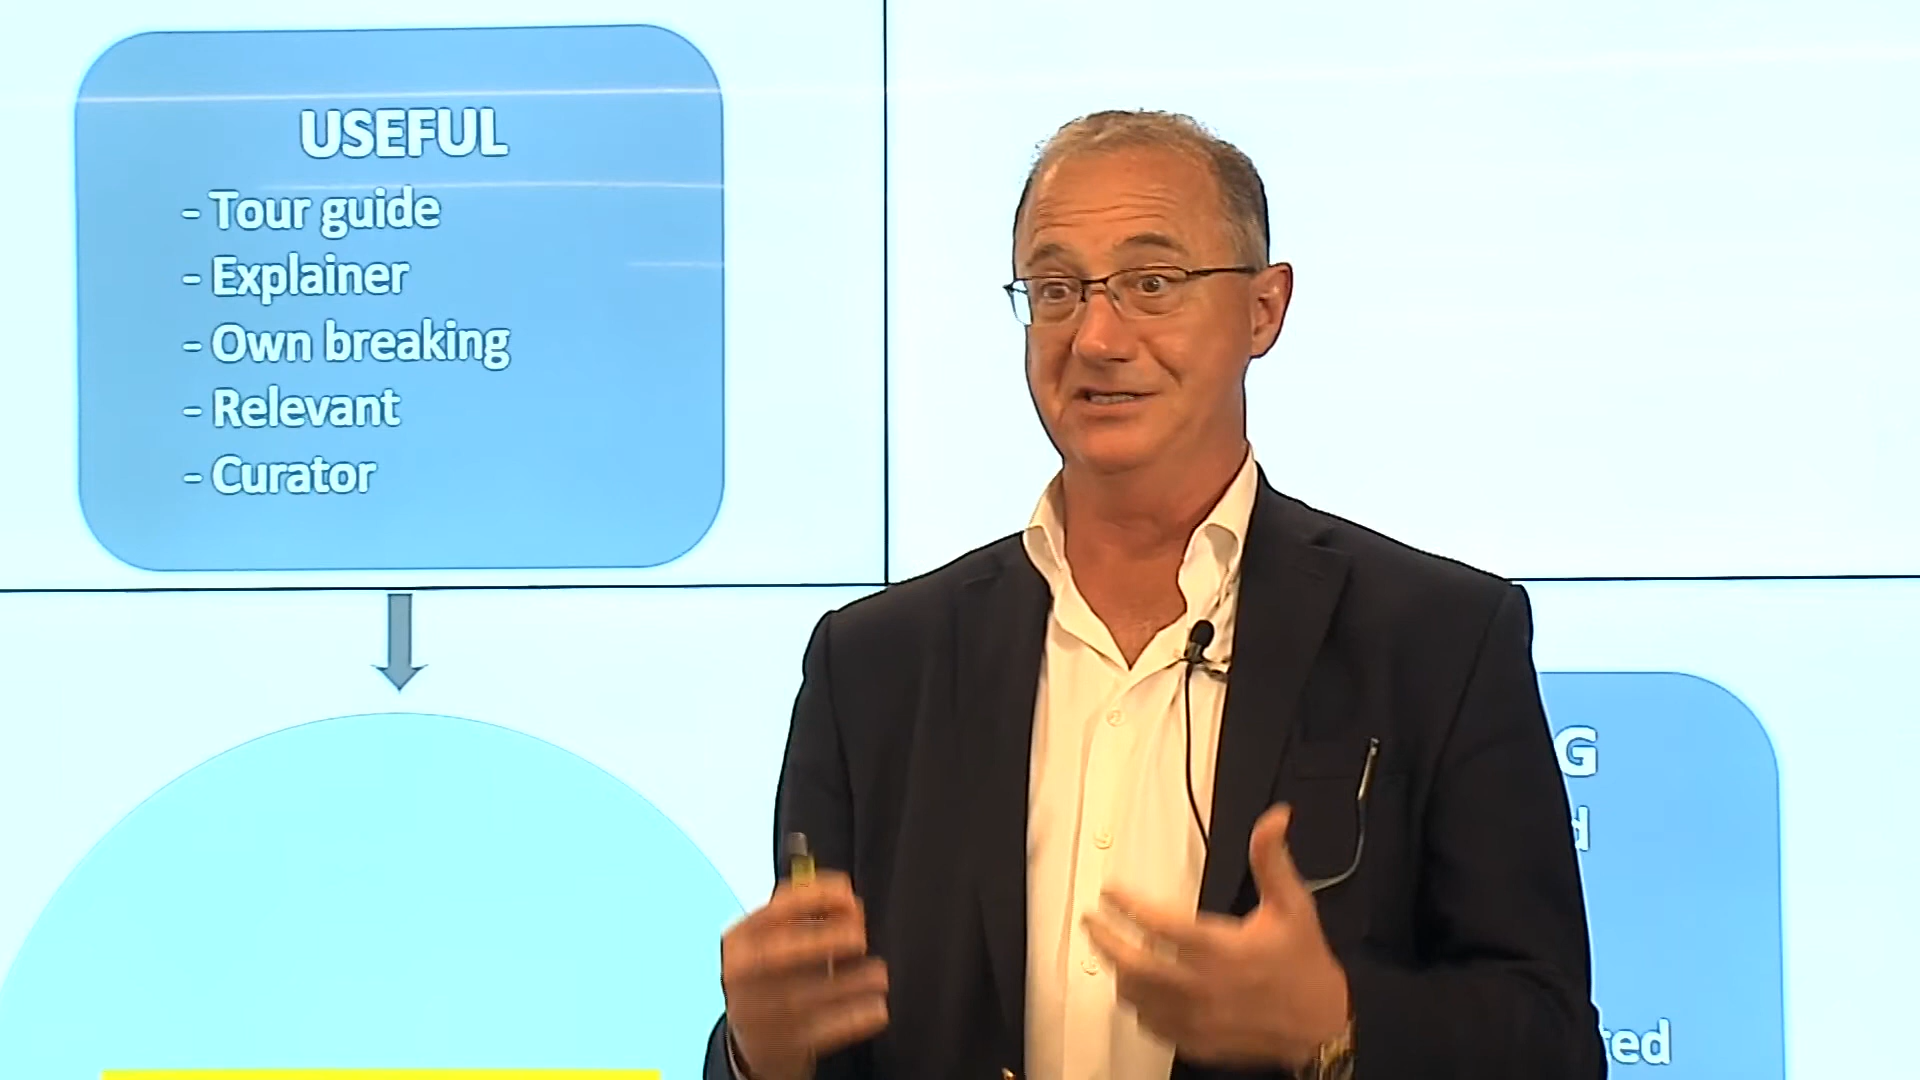 USEFUL
- Tour guide
- Explainer
- Own breaking
- Relevant
- Curator